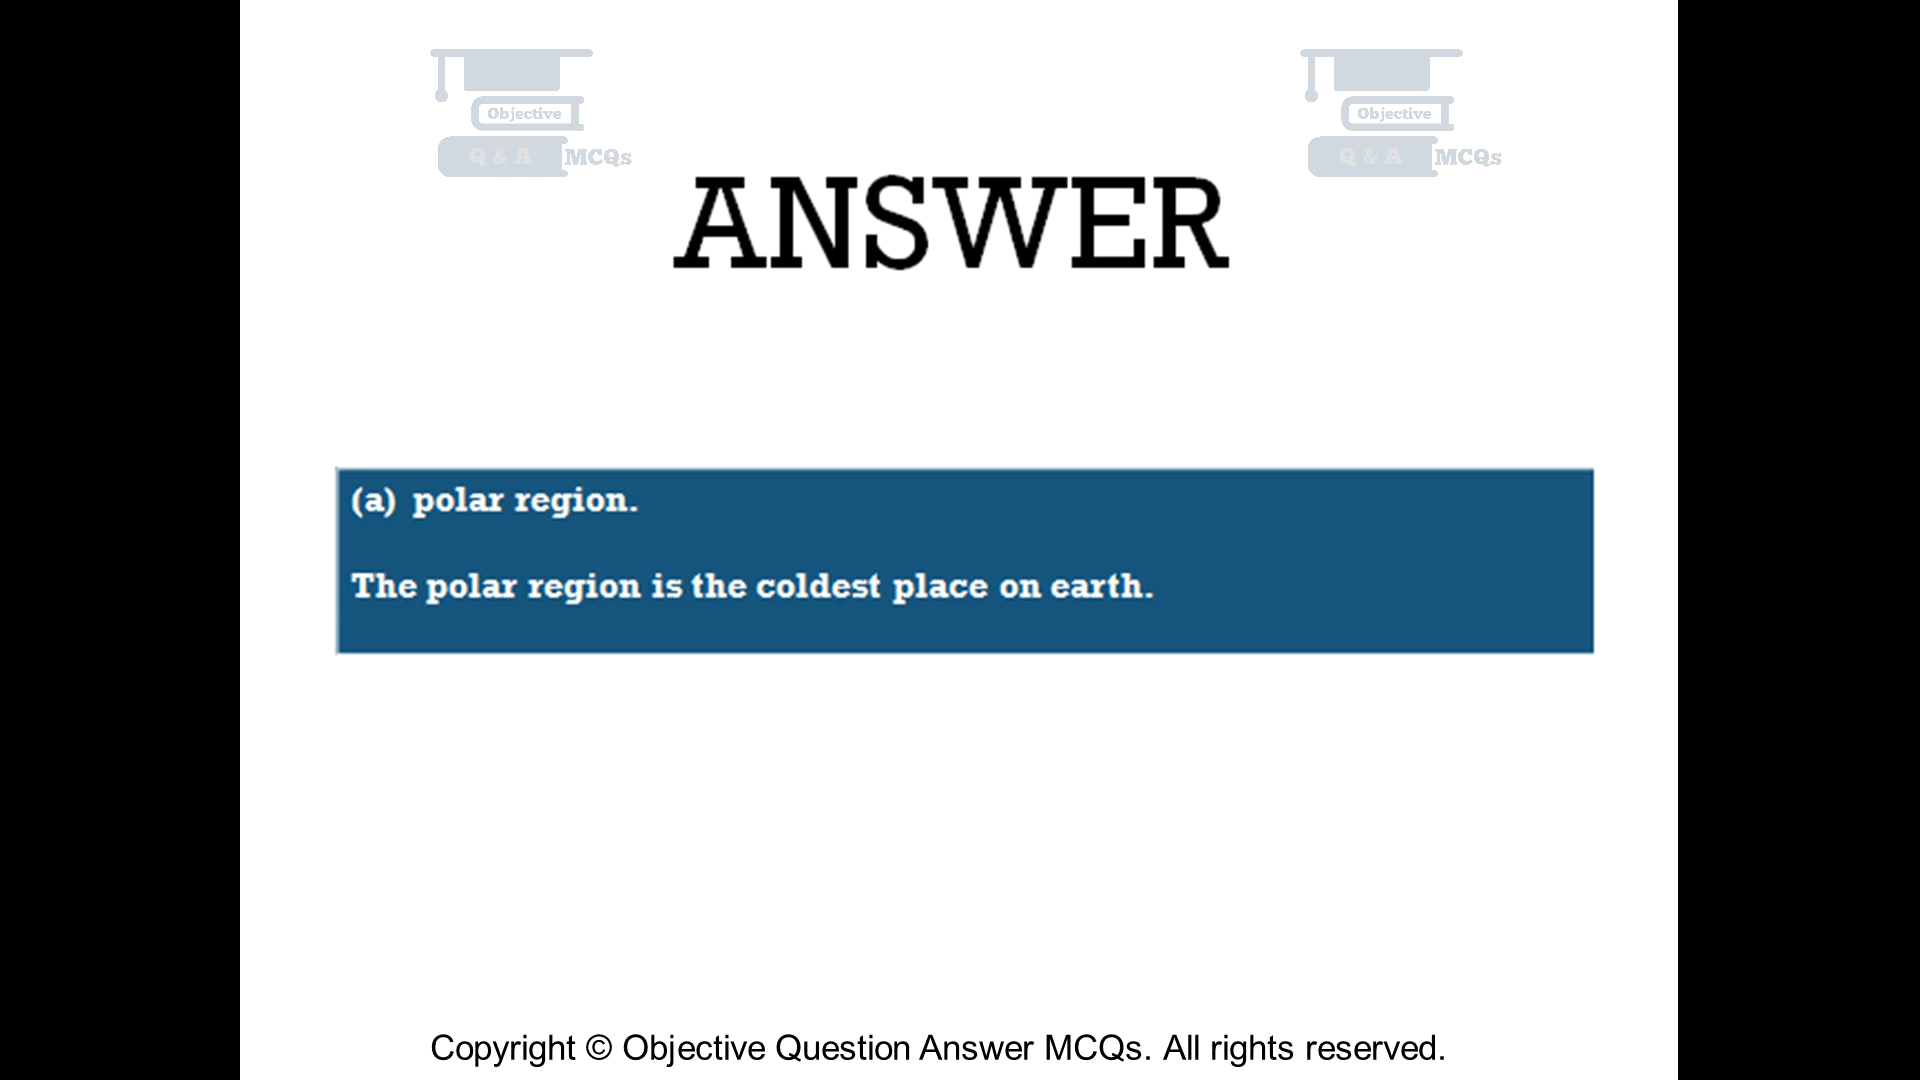 Objective
Q & A MCQs
Objective
Q & A MCQs
ANSWER
(a) polar region.
The polar region is the coldest place on earth.
Copyright © Objective Question Answer MCQs. All rights reserved.